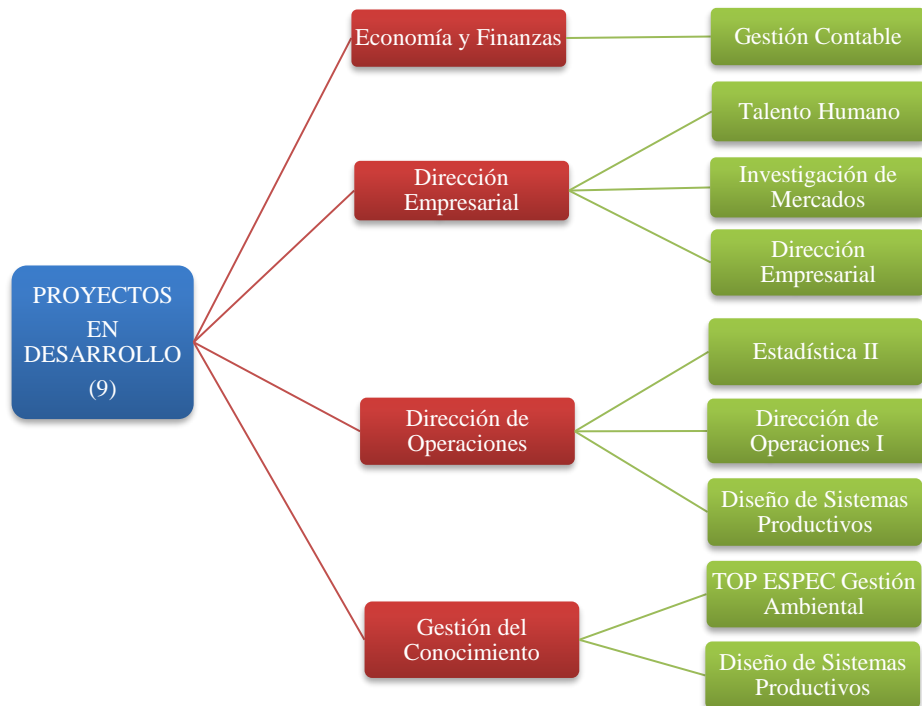 PROYECTOS
EN
DESARROLLO
(9)
Economía y Finanzas
Gestión Contable
Dirección
Empresarial
Talento Humano
Investigación de
Mercados
Dirección
Empresarial
Dirección de
Operaciones
Estadística II
Dirección de
Operaciones I
Diseño de Sistemas
Productivos
Gestión del
Conocimiento
TOP ESPEC Gestión
Ambiental
Diseño de Sistemas
Productivos